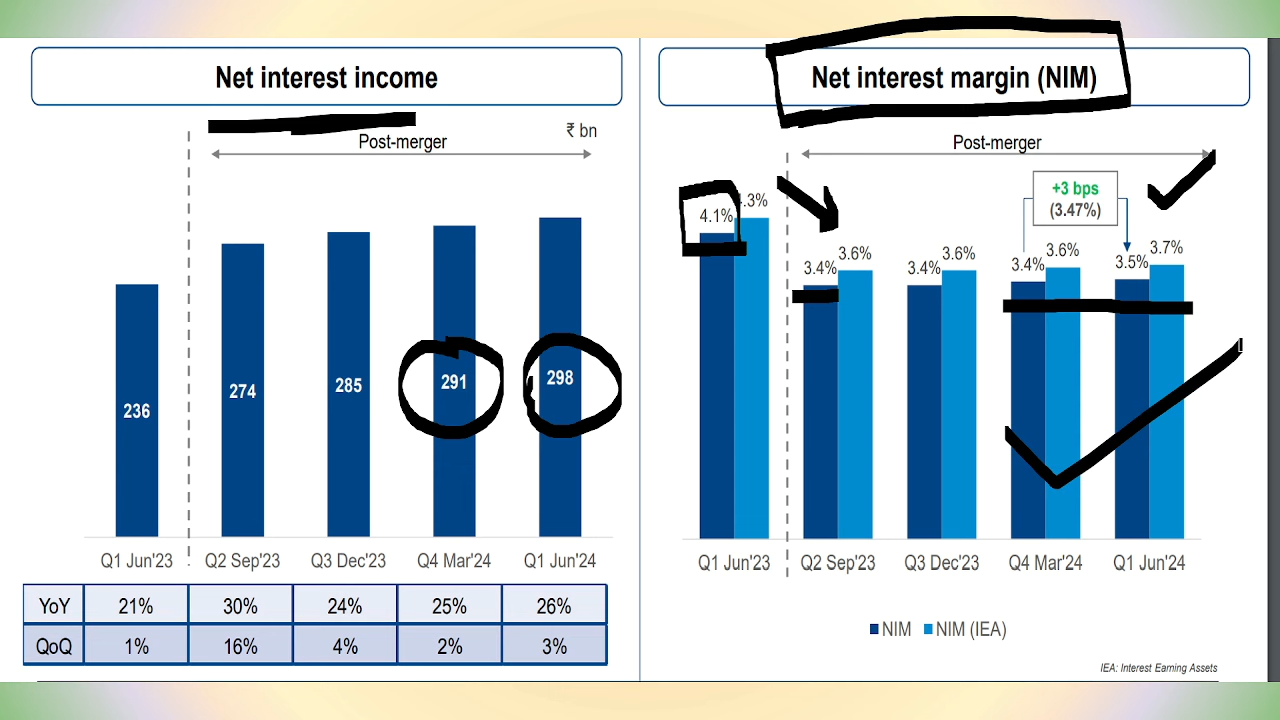 Net interest income
₹ bn
Post-merger
236
274
285
291
298
Q1 Jun'23
Q2 Sep'23
Q3 Dec'23
Q4 Mar'24
Q1 Jun'24
YoY 21% 30% 24% 25% 26%
QoQ 1% 16% 4% 2% 3%
Net interest margin (NIM)
Post-merger
+3 bps
(3.47%)
4.1% .3%
3.4% 3.6%
3.4% 3.6%
3.4% 3.6%
3.5% 3.7%
Q1 Jun'23
Q2 Sep'23
Q3 Dec'23
Q4 Mar'24
Q1 Jun'24
NIM NIM (IEA)
IEA: Interest Earning Assets